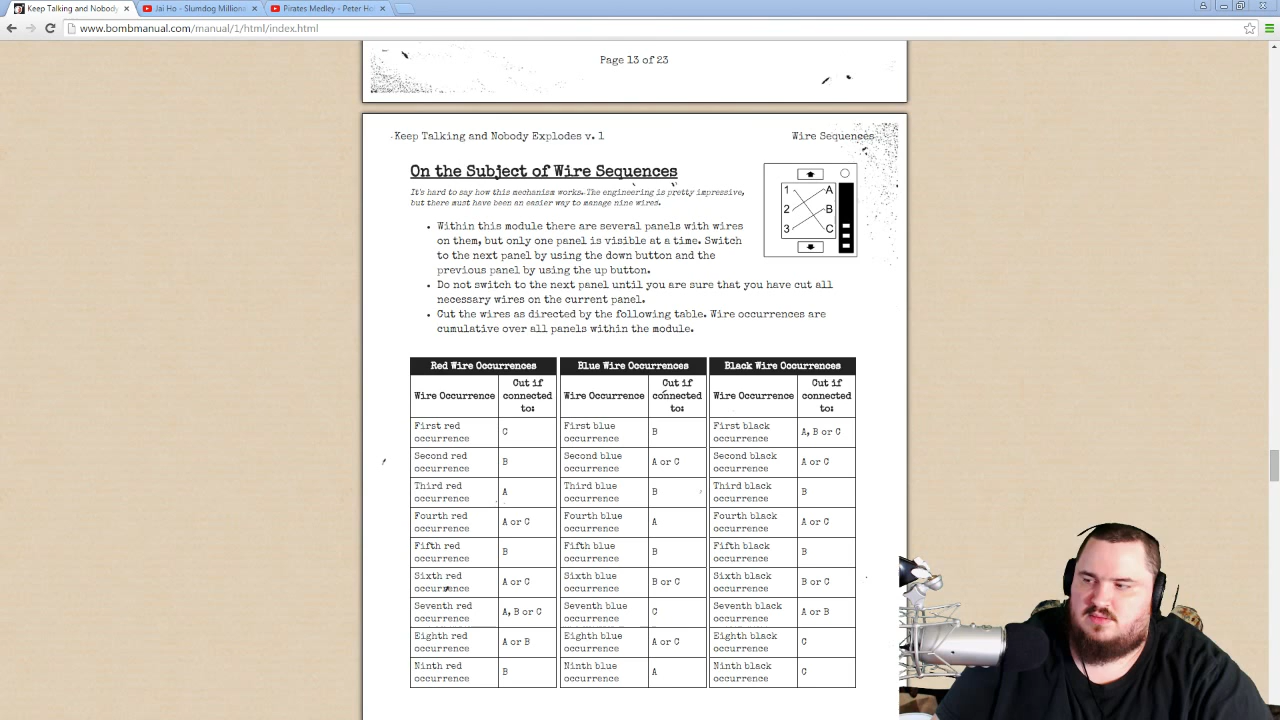 Keep Talking and Nobody
Jai Ho - Slumdog Million
Pirates Medley - Peter Ho
www.bombmanual.com/manual/1/html/index.html
Page 13 of 23
Keep Talking and Nobody Explodes v. 1
Wire Sequences
On the Subject of Wire Sequences
It's hard to say how this mechanism works. The engineering is pretty impressive,
but there must have been an easier way to manage nine wires.
1 A
2 B
3 C
• Within this module there are several panels with wires
on them, but only one panel is visible at a time. Switch
to the next panel by using the down button and the
previous panel by using the up button.
• Do not switch to the next panel until you are sure that you have cut all
necessary wires on the current panel.
• Cut the wires as directed by the following table. Wire occurrences are
cumulative over all panels within the module.
Red Wire Occurrences
Wire Occurrence
Cut if
connected
to:
First red
occurrence
C
Second red
occurrence
B
Third red
occurrence
A
Fourth red
occurrence
A or C
Fifth red
occurrence
B
Sixth red
occurrence
A or C
Seventh red
occurrence
A, B or C
Eighth red
occurrence
A or B
Ninth red
occurrence
B
Blue Wire Occurrences
Wire Occurrence
Cut if
connected
to:
First blue
occurrence
B
Second blue
occurrence
A or C
Third blue
occurrence
B
Fourth blue
occurrence
A
Fifth blue
occurrence
B
Sixth blue
occurrence
B or C
Seventh blue
occurrence
C
Eighth blue
occurrence
A or C
Ninth blue
occurrence
A
Black Wire Occurrences
Wire Occurrence
Cut if
connected
to:
First black
occurrence
A, B or C
Second black
occurrence
A or C
Third black
occurrence
B
Fourth black
occurrence
A or C
Fifth black
occurrence
B
Sixth black
occurrence
B or C
Seventh black
occurrence
A or B
Eighth black
occurrence
C
Ninth black
occurrence
C